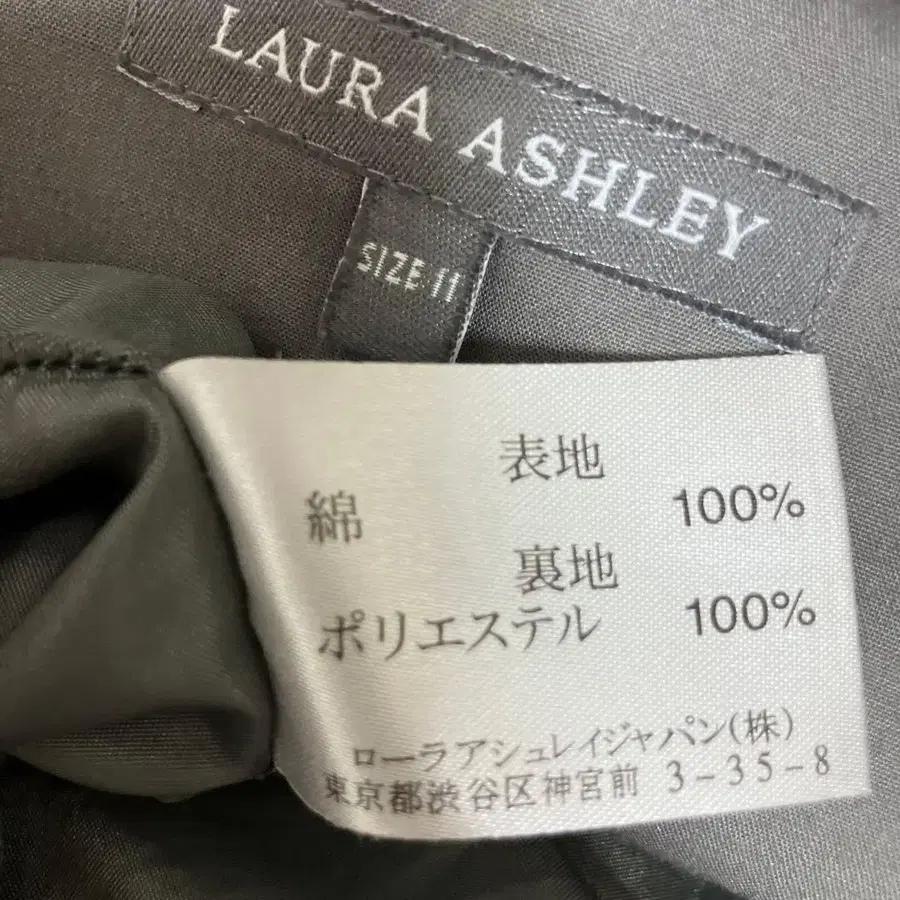 LAURA ASHLEY
SIZE 11
表地
綿 100%
裏地
ポリエステル 100%
ローラアシュレイジャパン(株)
東京都渋谷区神宮前 3-35-8